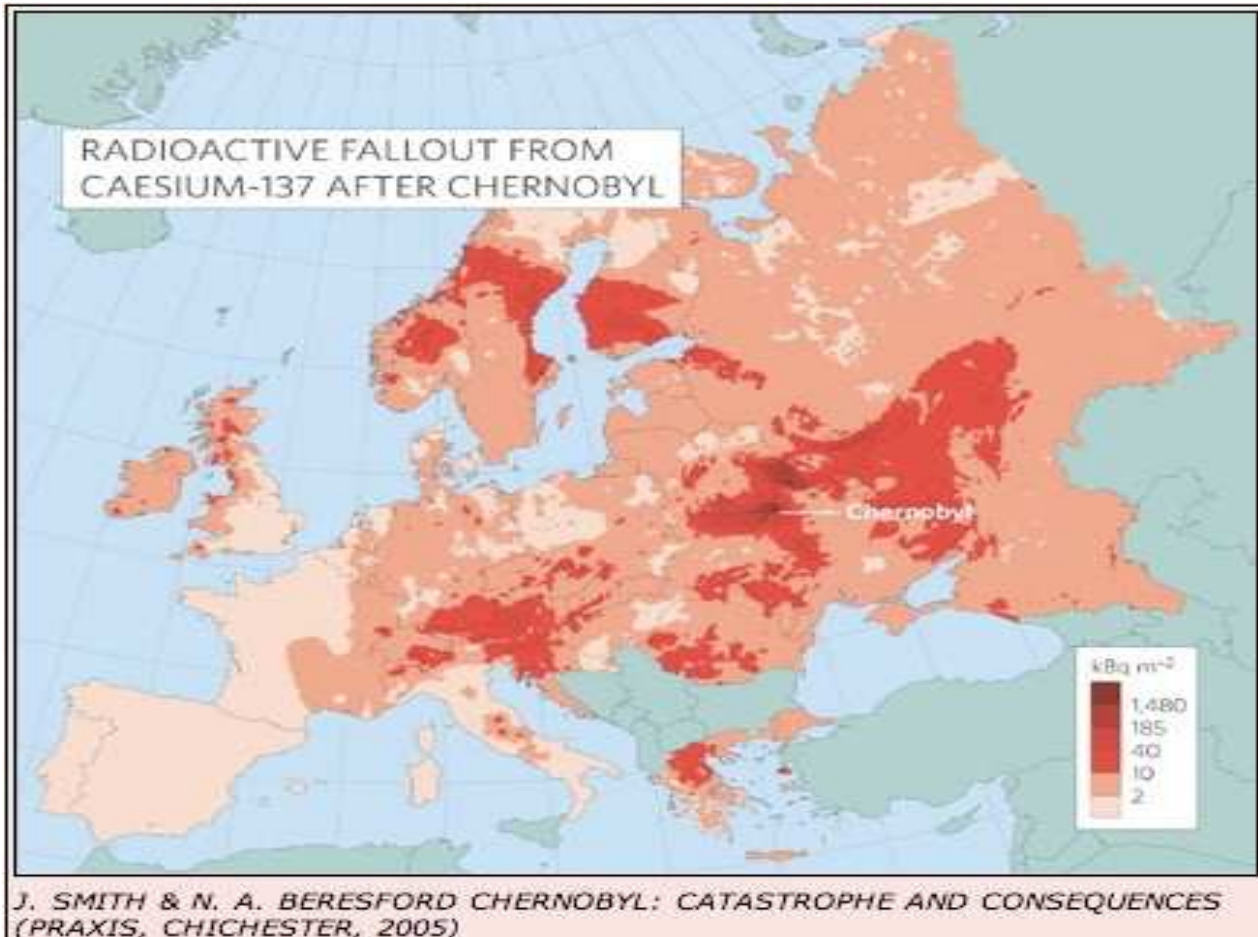 RADIOACTIVE FALLOUT FROM
CAESIUM-137 AFTER CHERNOBYL
Chernobyl
kBq m⁻²
1,480
185
40
10
2
J. SMITH & N. A. BERESFORD CHERNOBYL: CATASTROPHE AND CONSEQUENCES
(PRAXIS, CHICHESTER, 2005)